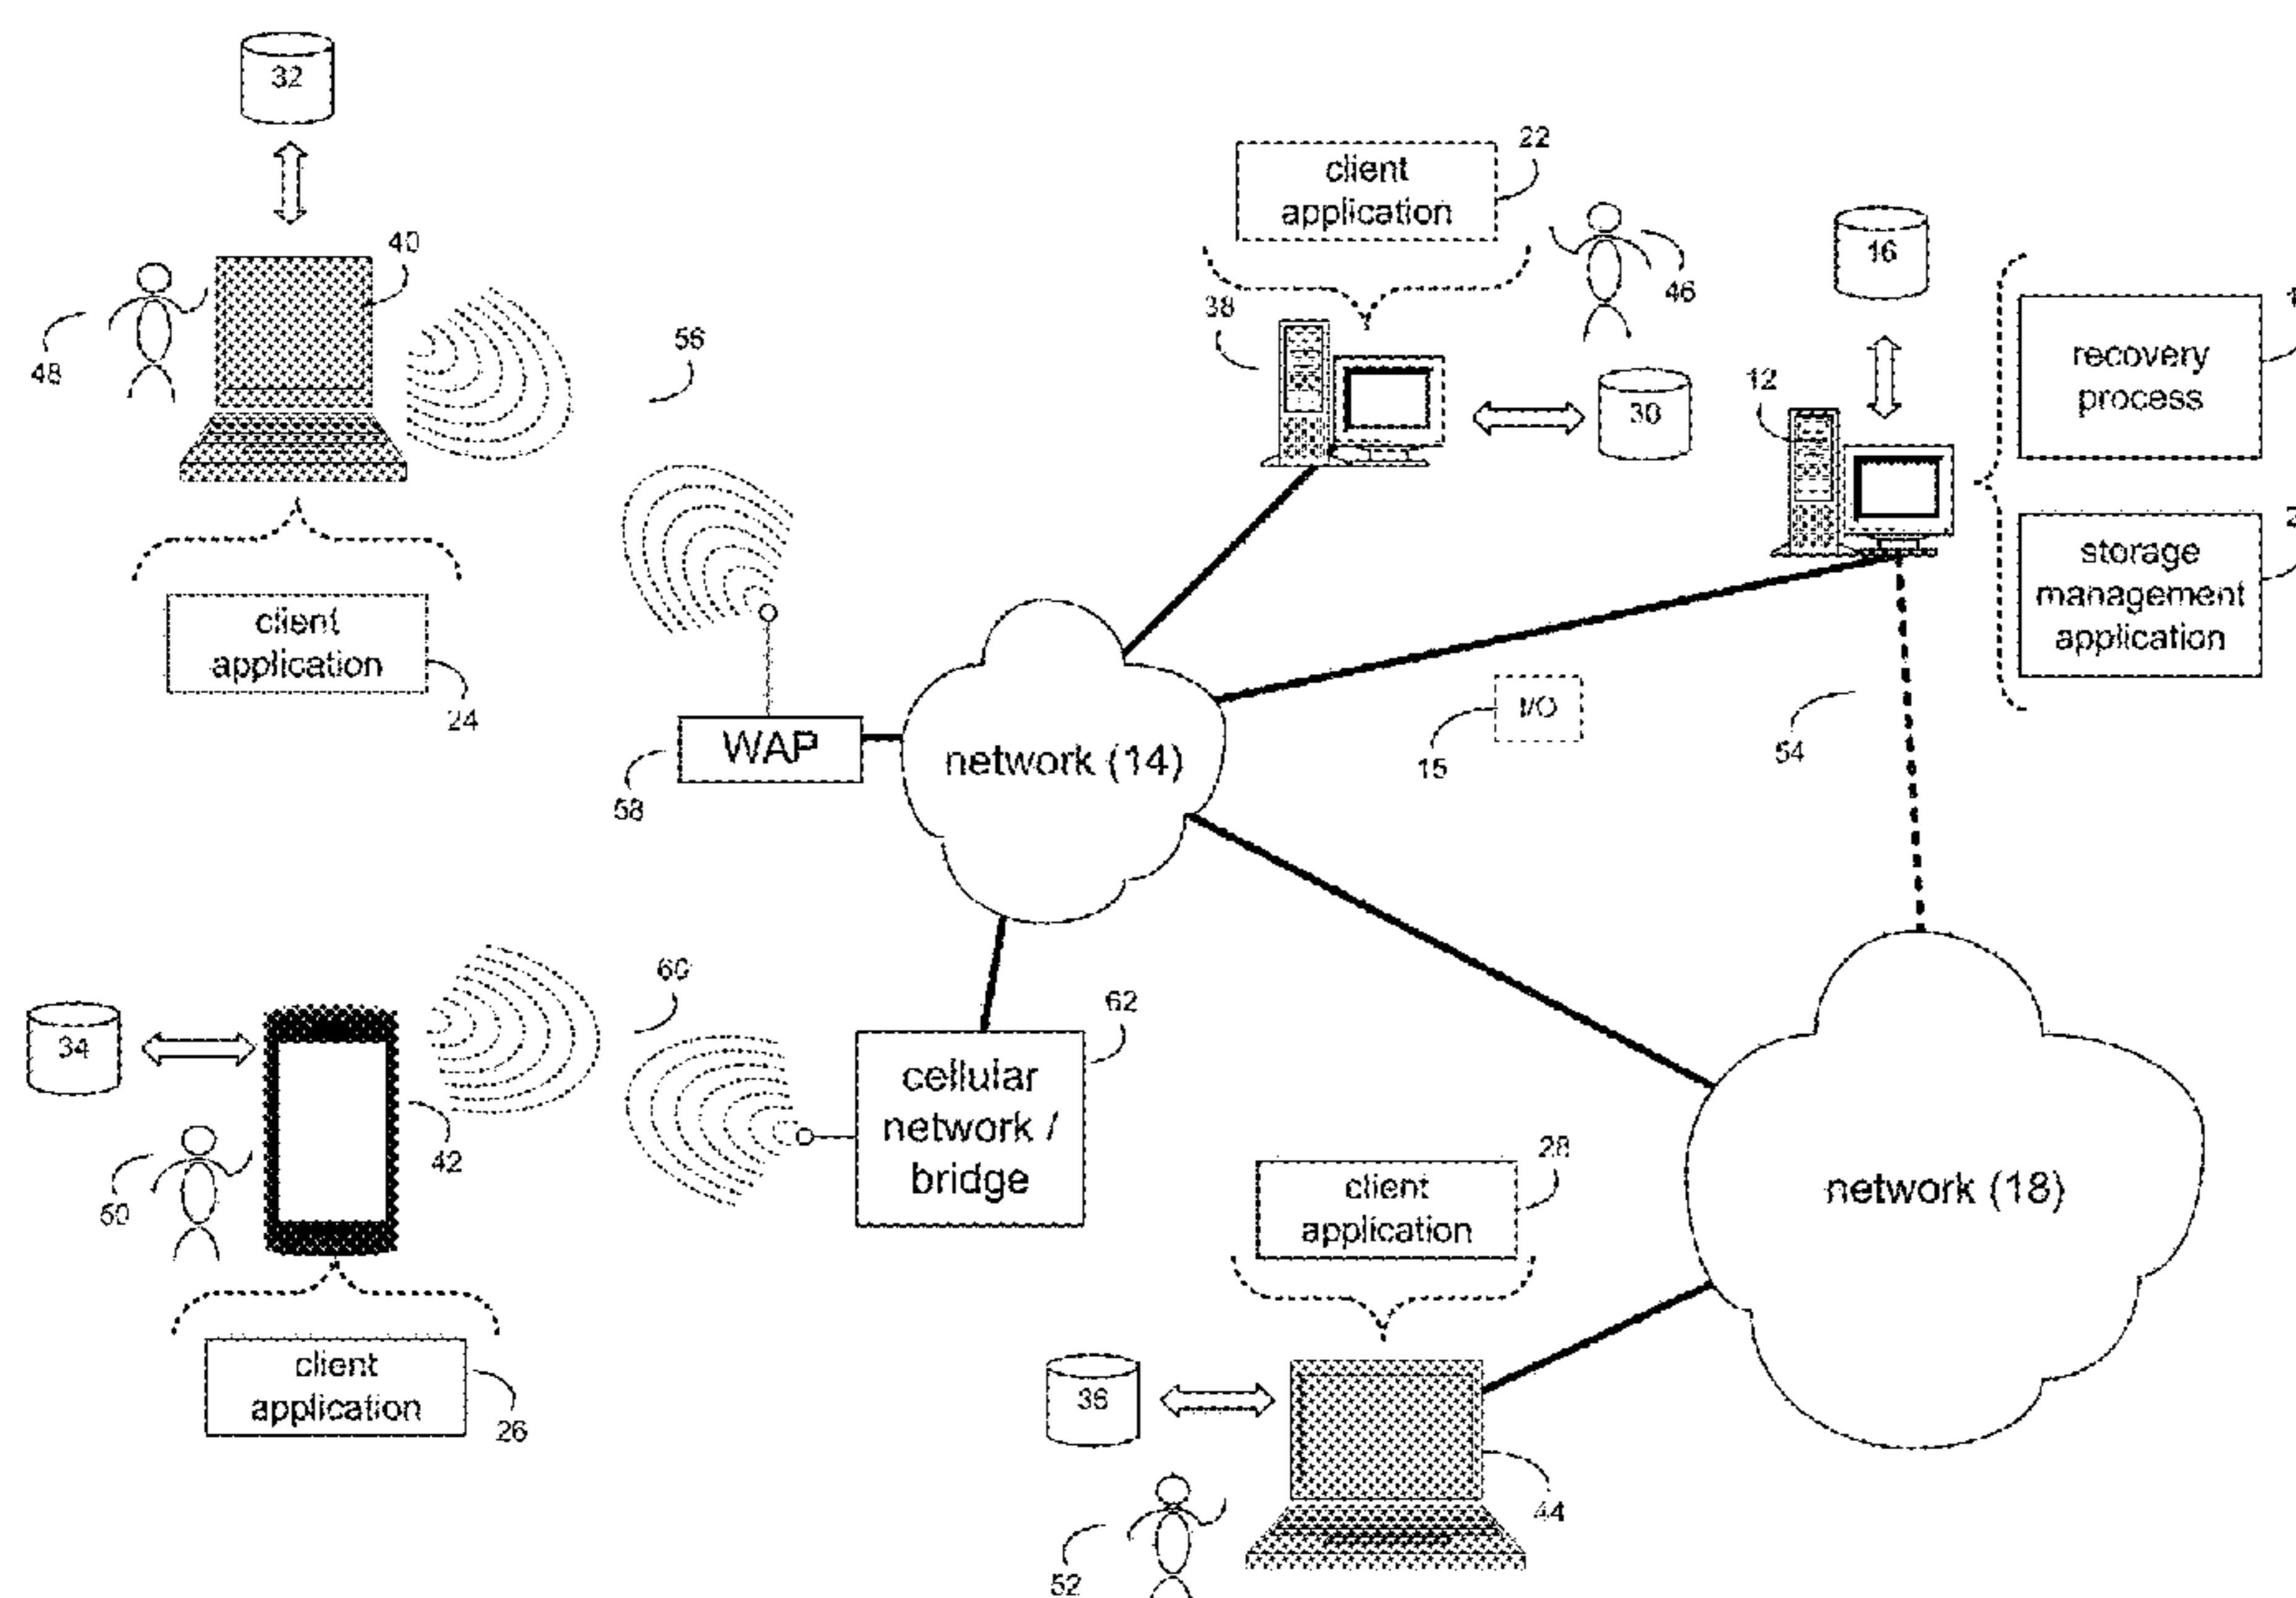 32
40
48
56
client
application
24
22
client
application
46
38
30
16
12
recovery
process
storage
management
application
I/O
15
54
WAP
58
network (14)
34
42
50
60
62
cellular
network /
bridge
client
application
26
28
client
application
36
44
52
network (18)